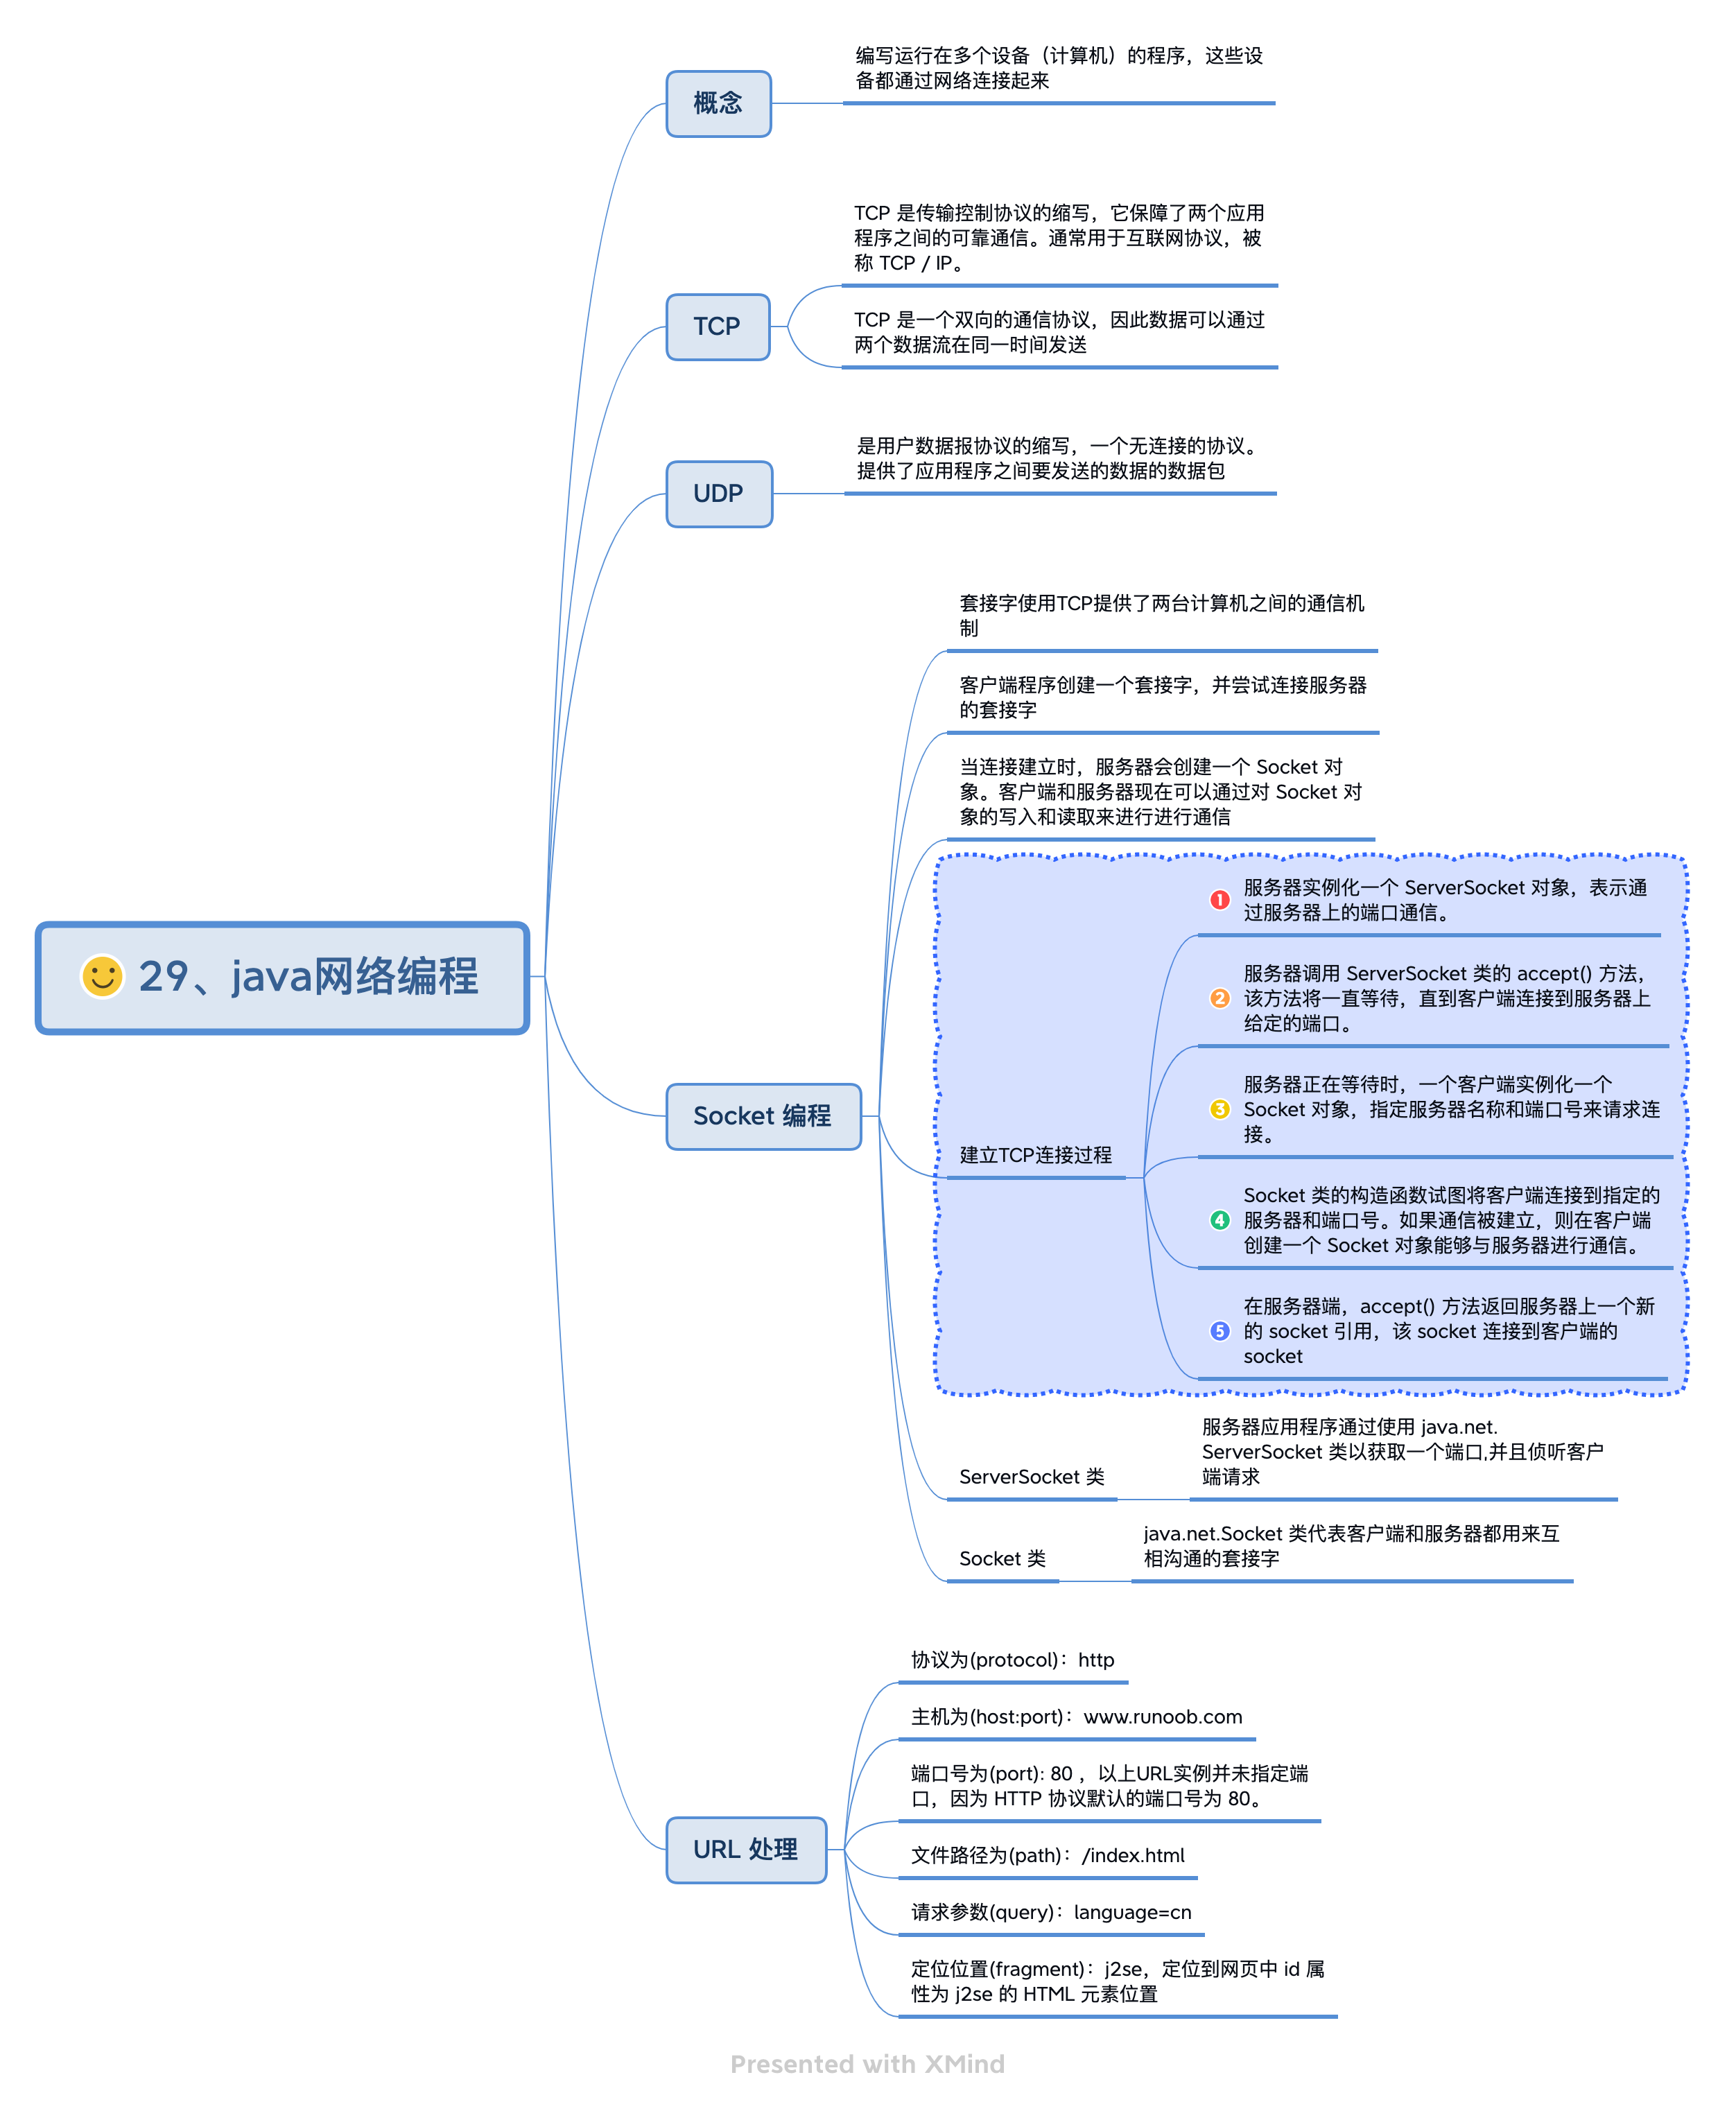 编写运行在多个设备（计算机）的程序，这些设
备都通过网络连接起来
概念
TCP 是传输控制协议的缩写，它保障了两个应用
程序之间的可靠通信。通常用于互联网协议，被
称 TCP / IP。
TCP
TCP 是一个双向的通信协议，因此数据可以通过
两个数据流在同一时间发送
是用户数据报协议的缩写，一个无连接的协议。
提供了应用程序之间要发送的数据的数据包
UDP
套接字使用TCP提供了两台计算机之间的通信机
制
客户端程序创建一个套接字，并尝试连接服务器
的套接字
当连接建立时，服务器会创建一个 Socket 对
象。客户端和服务器现在可以通过对 Socket 对
象的写入和读取来进行进行通信
29、java网络编程
Socket 编程
建立TCP连接过程
1 服务器实例化一个 ServerSocket 对象，表示通
过服务器上的端口通信。
2 服务器调用 ServerSocket 类的 accept() 方法，
该方法将一直等待，直到客户端连接到服务器上
给定的端口。
3 服务器正在等待时，一个客户端实例化一个
Socket 对象，指定服务器名称和端口号来请求连
接。
4 Socket 类的构造函数试图将客户端连接到指定的
服务器和端口号。如果通信被建立，则在客户端
创建一个 Socket 对象能够与服务器进行通信。
5 在服务器端，accept() 方法返回服务器上一个新
的 socket 引用，该 socket 连接到客户端的
socket
ServerSocket 类
服务器应用程序通过使用 java.net.
ServerSocket 类以获取一个端口,并且侦听客户
端请求
Socket 类
java.net.Socket 类代表客户端和服务器都用来互
相沟通的套接字
URL 处理
协议为(protocol)：http
主机为(host:port)：www.runoob.com
端口号为(port): 80 ，以上URL实例并未指定端
口，因为 HTTP 协议默认的端口号为 80。
文件路径为(path)：/index.html
请求参数(query)：language=cn
定位位置(fragment)：j2se，定位到网页中 id 属
性为 j2se 的 HTML 元素位置
Presented with XMind